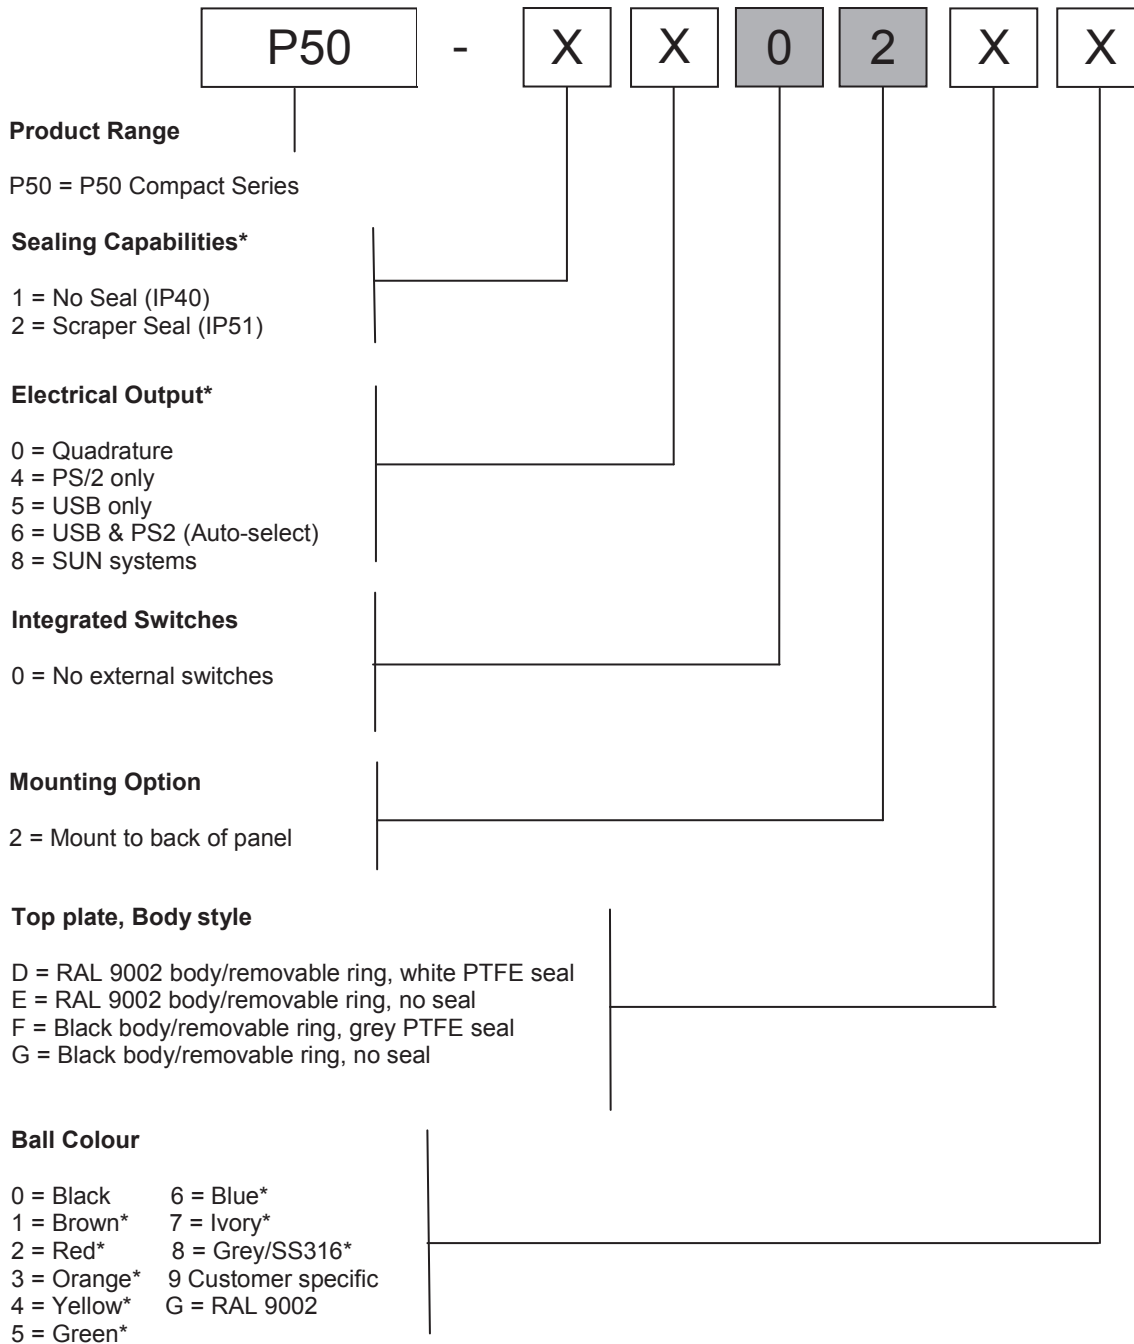 P50 - X X 0 2 X X
Product Range
P50 = P50 Compact Series
Sealing Capabilities*
1 = No Seal (IP40)
2 = Scraper Seal (IP51)
Electrical Output*
0 = Quadrature
4 = PS/2 only
5 = USB only
6 = USB & PS2 (Auto-select)
8 = SUN systems
Integrated Switches
0 = No external switches
Mounting Option
2 = Mount to back of panel
Top plate, Body style
D = RAL 9002 body/removable ring, white PTFE seal
E = RAL 9002 body/removable ring, no seal
F = Black body/removable ring, grey PTFE seal
G = Black body/removable ring, no seal
Ball Colour
0 = Black 6 = Blue*
1 = Brown* 7 = Ivory*
2 = Red* 8 = Grey/SS316*
3 = Orange* 9 Customer specific
4 = Yellow* G = RAL 9002
5 = Green*